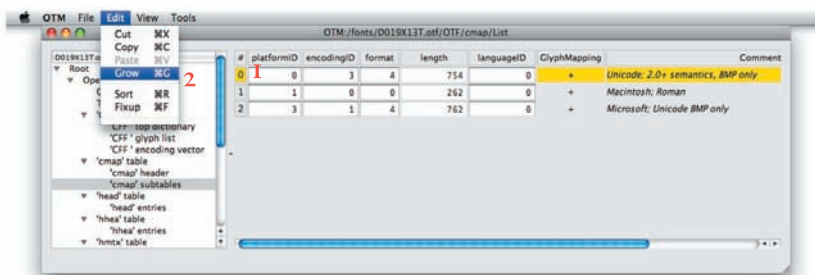 OTM File Edit View Tools
OTM:/fonts/D019X13T.otf/OTF/cmap/List
Cut ⌘X
Copy ⌘C
Paste ⌘V
Grow ⌘G
Sort ⌘R
Fixup ⌘F
2
Root
'CFF' top dictionary
'CFF' glyph list
'CFF' encoding vector
'cmap' table
'cmap' header
'cmap' subtables
'head' table
'head' entries
'hhea' table
'hhea' entries
'hmtx' table
# platformID encodingID format length languageID GlyphMapping Comment
0 1 0 3 4 754 0 + Unicode; 2.0+ semantics, BMP only
1 1 0 0 262 0 + Macintosh; Roman
2 3 1 4 762 0 + Microsoft; Unicode BMP only